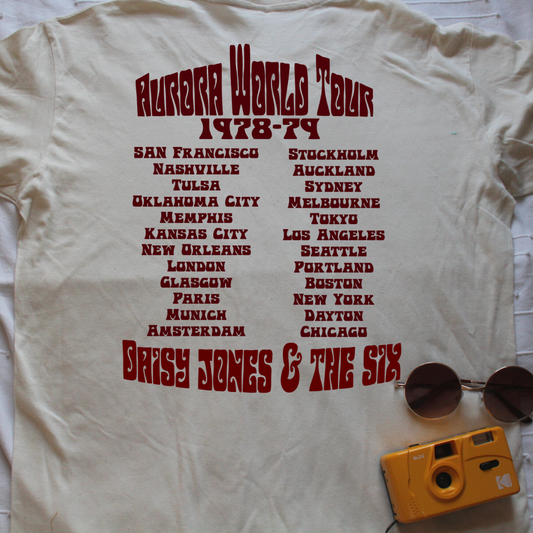 Aurora World Tour
1978-79
San Francisco
Nashville
Tulsa
Oklahoma City
Memphis
Kansas City
New Orleans
London
Glasgow
Paris
Munich
Amsterdam
Stockholm
Auckland
Sydney
Melbourne
Tokyo
Los Angeles
Seattle
Portland
Boston
New York
Dayton
Chicago
Daisy Jones & The Six
Kodak